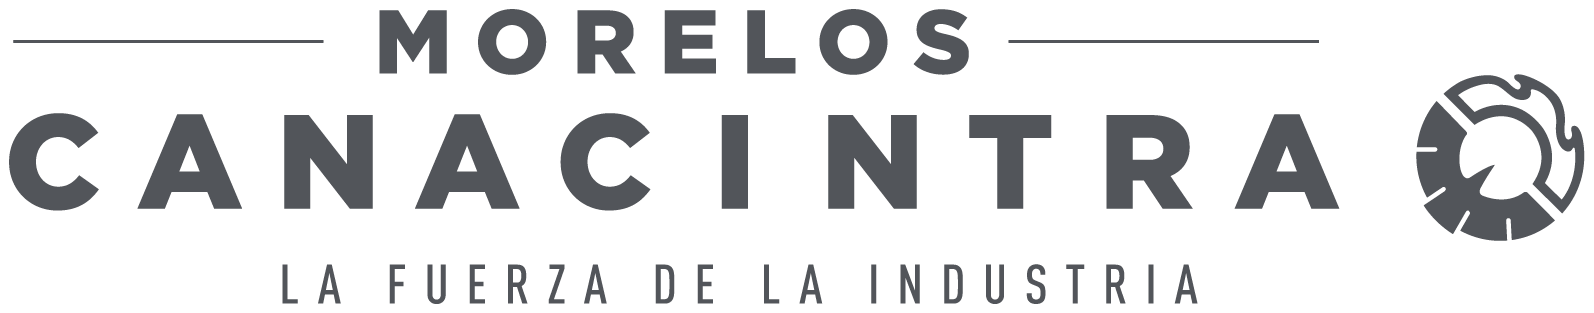 MORELOS
CANACINTRA
LA FUERZA DE LA INDUSTRIA